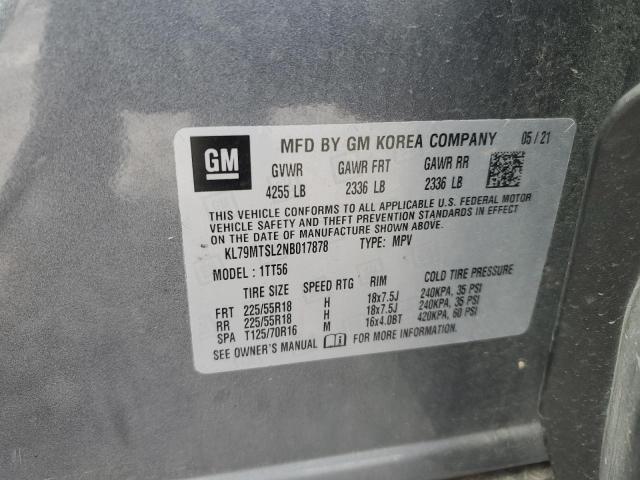 GM MFD BY GM KOREA COMPANY 05/21
GVWR GAWR FRT GAWR RR
4255 LB 2336 LB 2336 LB
THIS VEHICLE CONFORMS TO ALL APPLICABLE U.S. FEDERAL MOTOR
VEHICLE SAFETY AND THEFT PREVENTION STANDARDS IN EFFECT
ON THE DATE OF MANUFACTURE SHOWN ABOVE.
KL79MTSL2NB017878 TYPE: MPV
MODEL: 1TT56
TIRE SIZE SPEED RTG RIM COLD TIRE PRESSURE
FRT 225/55R18 H 18x7.5J 240KPA, 35 PSI
RR 225/55R18 H 18x7.5J 240KPA, 35 PSI
SPA T125/70R16 M 16x4.0BT 420KPA, 60 PSI
SEE OWNER'S MANUAL FOR MORE INFORMATION.